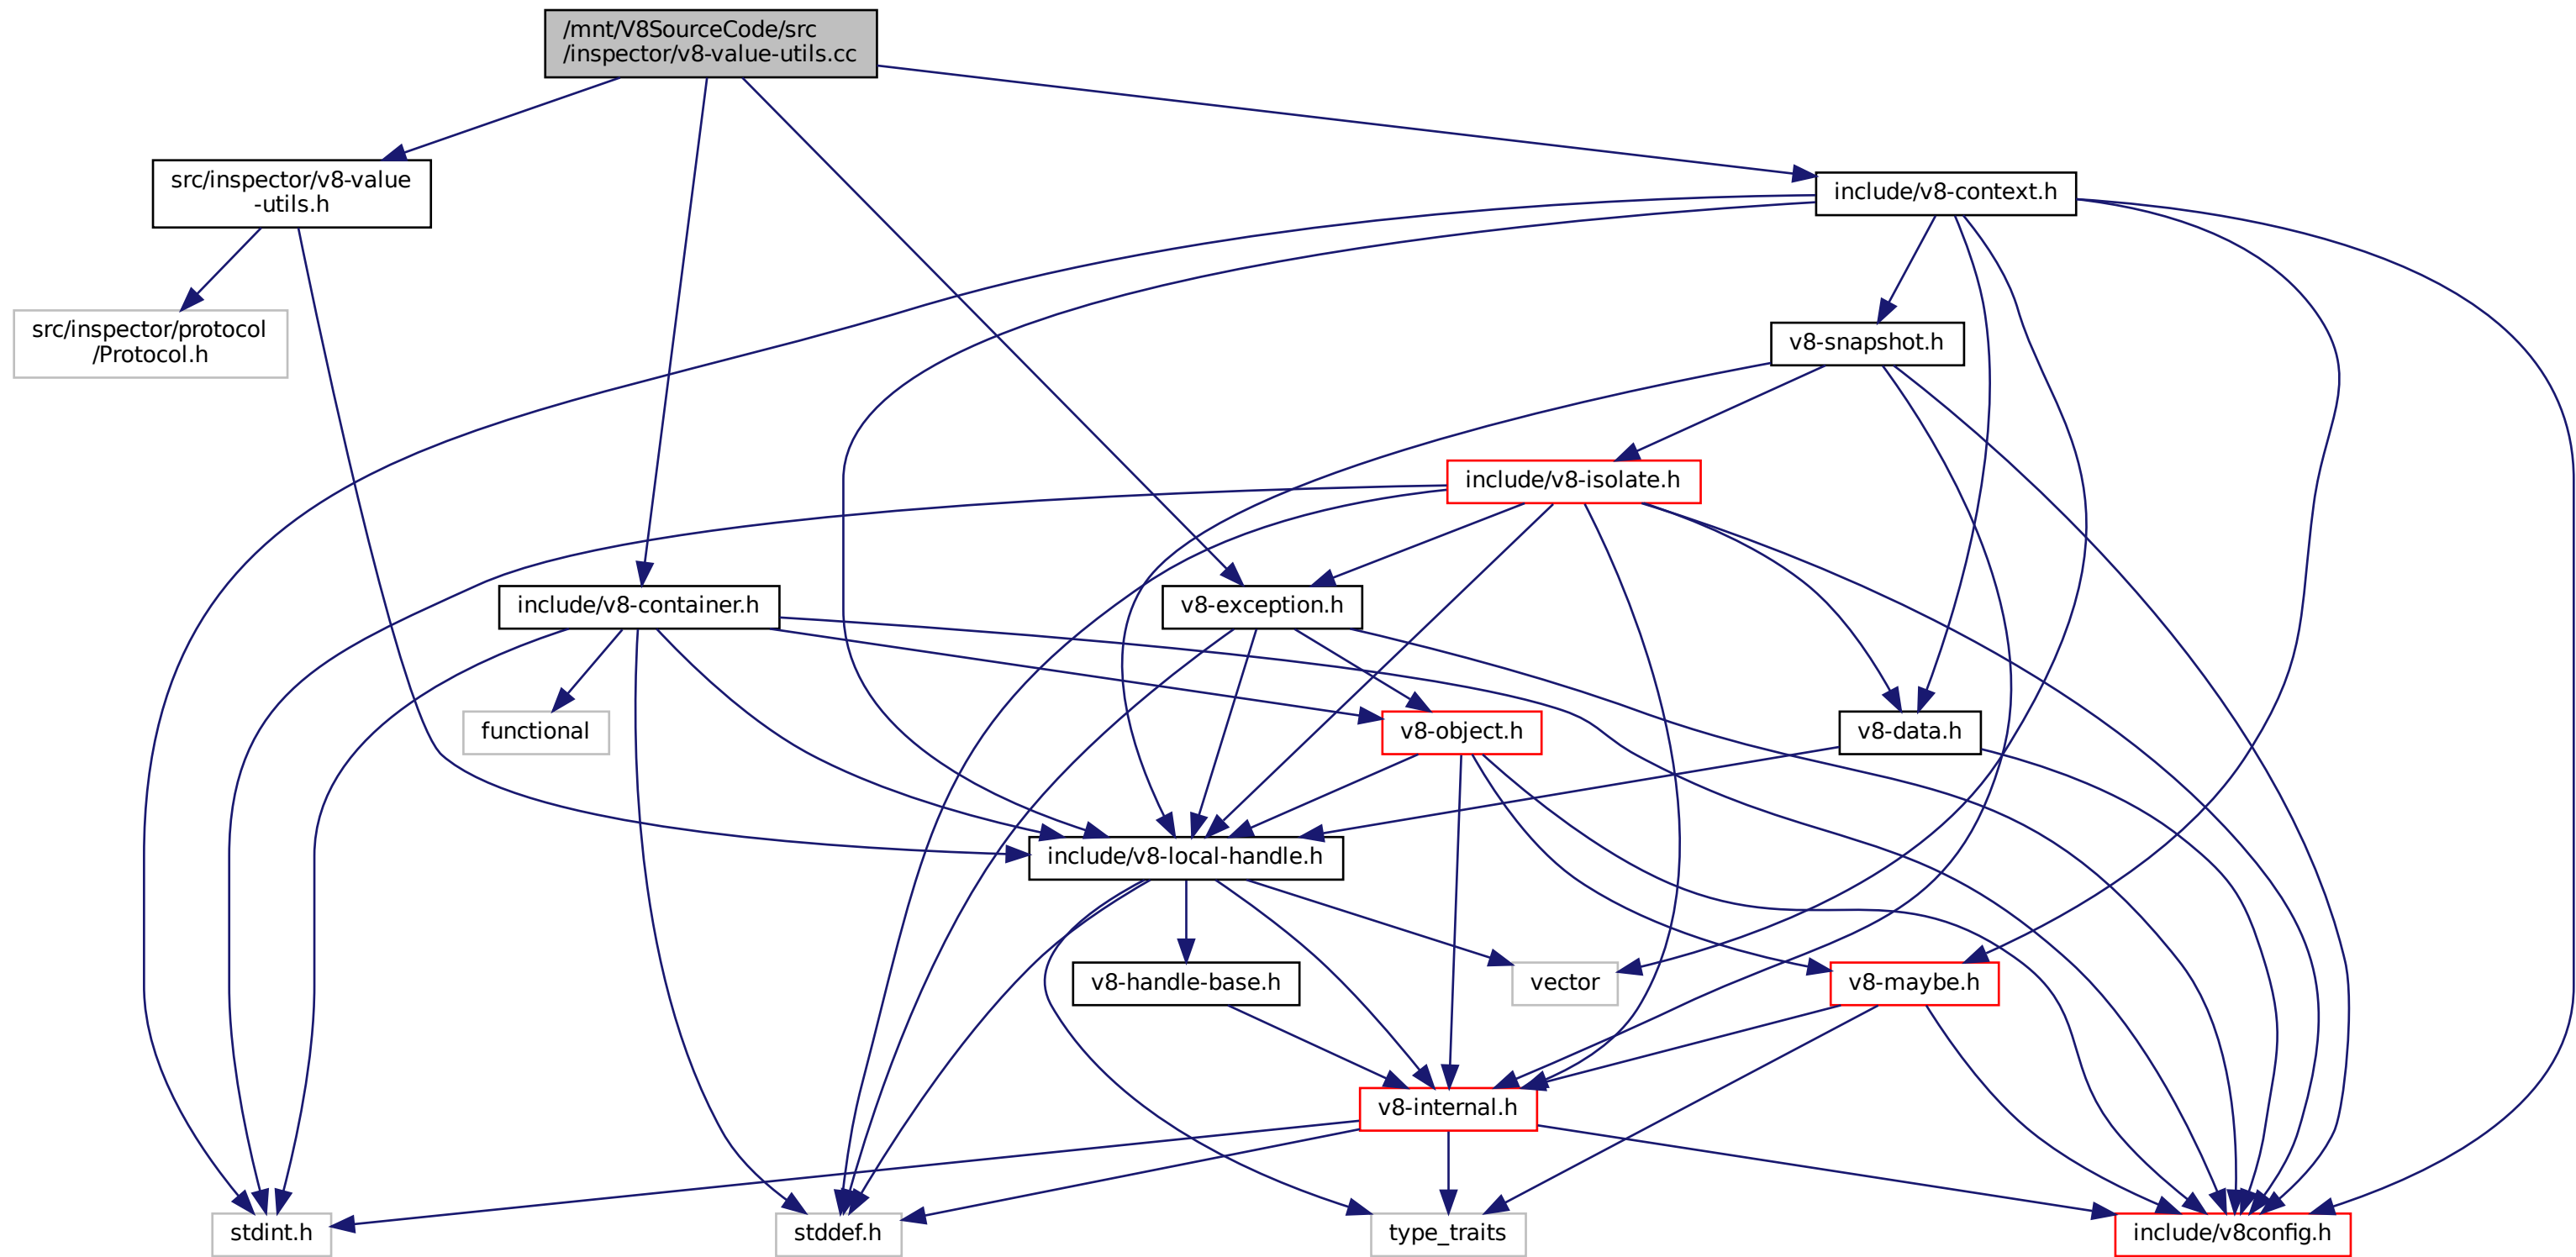 /mnt/V8SourceCode/src
/inspector/v8-value-utils.cc
src/inspector/v8-value
-utils.h
include/v8-context.h
src/inspector/protocol
/Protocol.h
v8-snapshot.h
include/v8-isolate.h
include/v8-container.h
v8-exception.h
functional
v8-object.h
v8-data.h
include/v8-local-handle.h
v8-handle-base.h
vector
v8-maybe.h
v8-internal.h
stdint.h
stddef.h
type_traits
include/v8config.h